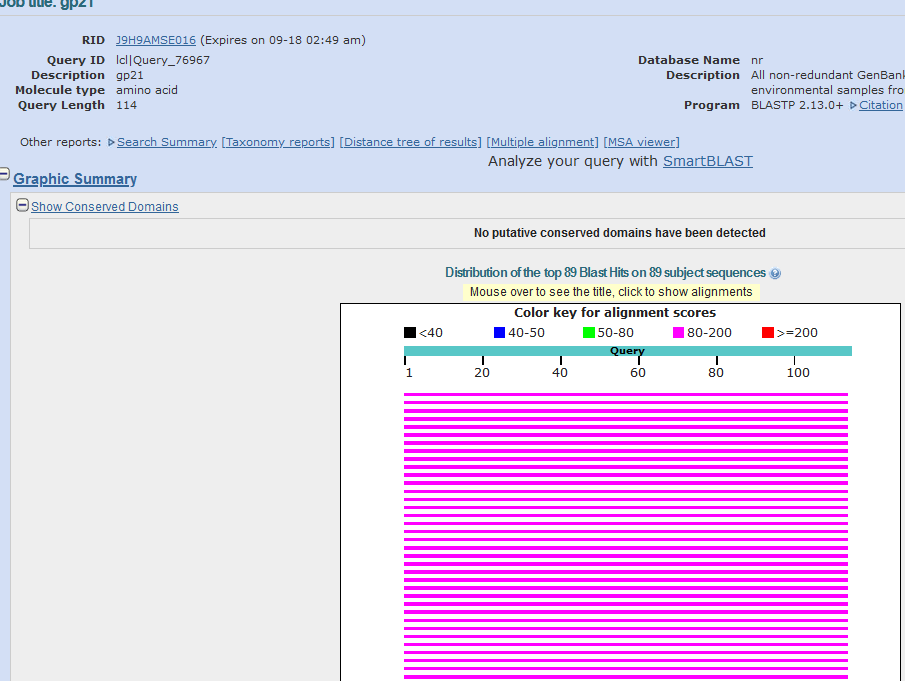 Job title: gp21
RID J9H9AMSE016 (Expires on 09-18 02:49 am)
Query ID lcl|Query_76967
Description gp21
Molecule type amino acid
Query Length 114
Database Name nr
Description All non-redundant GenBank
environmental samples fro
Program BLASTP 2.13.0+ Citation
Other reports: Search Summary [Taxonomy reports] [Distance tree of results] [Multiple alignment] [MSA viewer]
Analyze your query with SmartBLAST
Graphic Summary
Show Conserved Domains
No putative conserved domains have been detected
Distribution of the top 89 Blast Hits on 89 subject sequences
Mouse over to see the title, click to show alignments
Color key for alignment scores
<40 40-50 50-80 80-200 >=200
Query
1 20 40 60 80 100